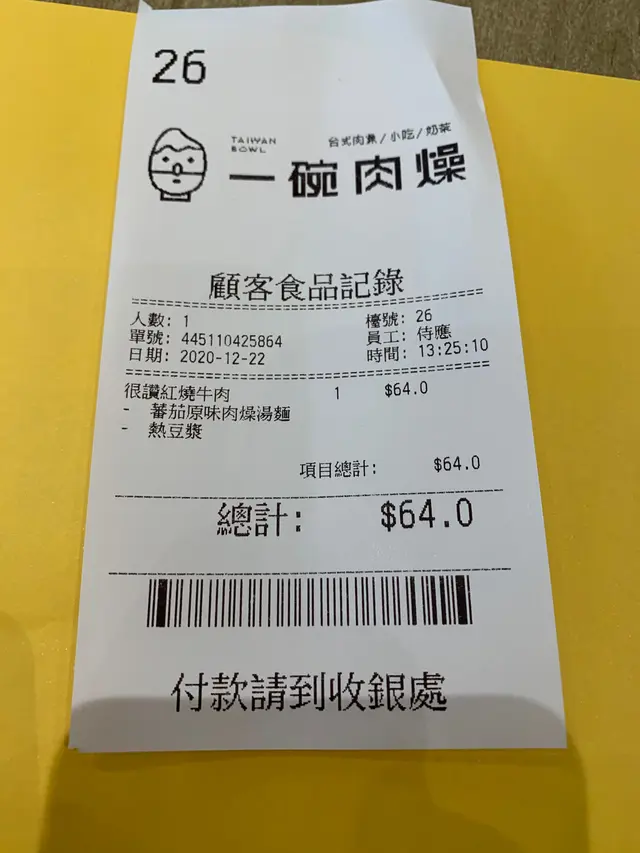 26
TAIWAN
BOWL
台式肉燥/小吃/奶茶
一碗肉燥
顧客食品記錄
人數: 1 檯號: 26
單號: 445110425864 員工: 侍應
日期: 2020-12-22 時間: 13:25:10
很讚紅燒牛肉 1 $64.0
- 蕃茄原味肉燥湯麵
- 熱豆漿
項目總計: $64.0
總計: $64.0
付款請到收銀處